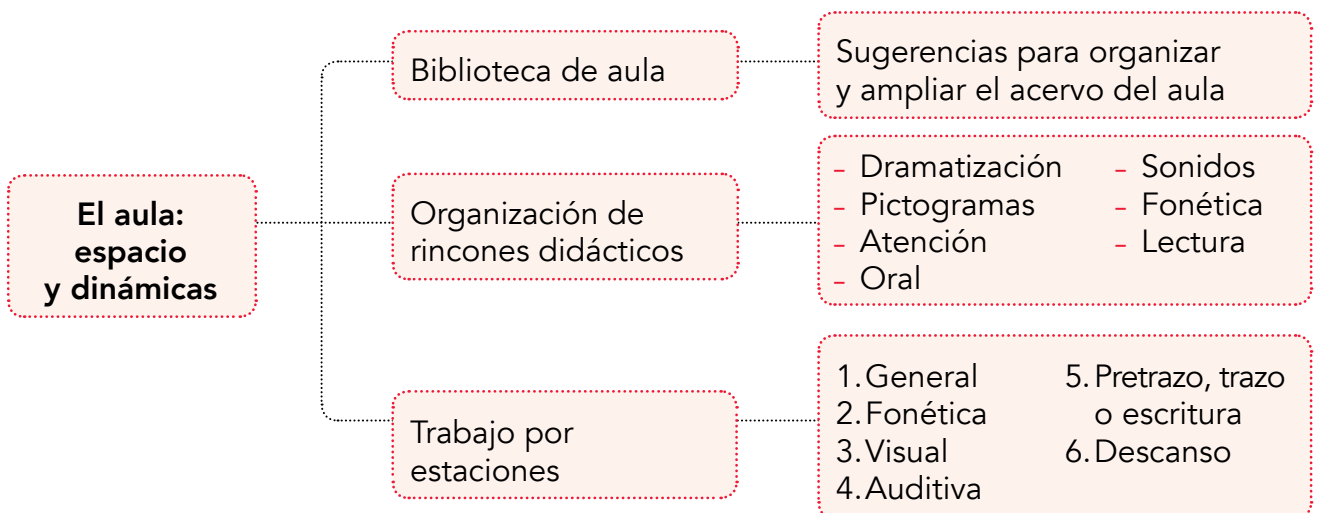 El aula:
espacio
y dinámicas
Biblioteca de aula
Sugerencias para organizar
y ampliar el acervo del aula
Organización de
rincones didácticos
- Dramatización
- Pictogramas
- Atención
- Oral
- Sonidos
- Fonética
- Lectura
Trabajo por
estaciones
1. General
2. Fonética
3. Visual
4. Auditiva
5. Pretrazo, trazo
o escritura
6. Descanso